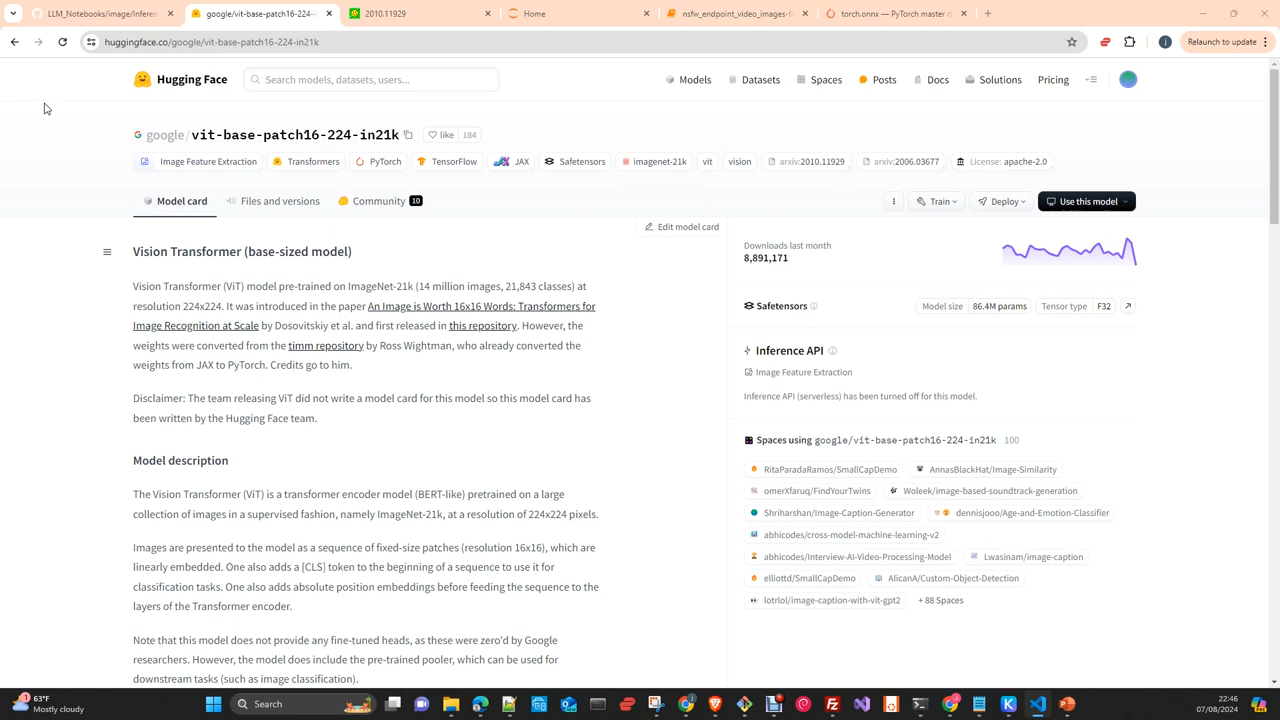 LLM_Notebooks/image/Inferen
google/vit-base-patch16-224-in
2010.11929
Home
nsfw_endpoint_video_images-
torch.onnx — PyTorch master d
huggingface.co/google/vit-base-patch16-224-in21k
Relaunch to update
Hugging Face
Search models, datasets, users...
Models
Datasets
Spaces
Posts
Docs
Solutions
Pricing
google/vit-base-patch16-224-in21k
like 184
Image Feature Extraction
Transformers
PyTorch
TensorFlow
JAX
Safetensors
imagenet-21k
vit
vision
arxiv:2010.11929
arxiv:2006.03677
License: apache-2.0
Model card
Files and versions
Community 10
Train
Deploy
Use this model
Edit model card
Vision Transformer (base-sized model)
Vision Transformer (ViT) model pre-trained on ImageNet-21k (14 million images, 21,843 classes) at
resolution 224x224. It was introduced in the paper An Image is Worth 16x16 Words: Transformers for
Image Recognition at Scale by Dosovitskiy et al. and first released in this repository. However, the
weights were converted from the timm repository by Ross Wightman, who already converted the
weights from JAX to PyTorch. Credits go to him.
Disclaimer: The team releasing ViT did not write a model card for this model so this model card has
been written by the Hugging Face team.
Model description
The Vision Transformer (ViT) is a transformer encoder model (BERT-like) pretrained on a large
collection of images in a supervised fashion, namely ImageNet-21k, at a resolution of 224x224 pixels.
Images are presented to the model as a sequence of fixed-size patches (resolution 16x16), which are
linearly embedded. One also adds a [CLS] token to the beginning of a sequence to use it for
classification tasks. One also adds absolute position embeddings before feeding the sequence to the
layers of the Transformer encoder.
Note that this model does not provide any fine-tuned heads, as these were zero'd by Google
researchers. However, the model does include the pre-trained pooler, which can be used for
downstream tasks (such as image classification).
Downloads last month
8,891,171
Safetensors
Model size 86.4M params
Tensor type F32
Inference API
Image Feature Extraction
Inference API (serverless) has been turned off for this model.
Spaces using google/vit-base-patch16-224-in21k 100
RitaParadaRamos/SmallCapDemo
AnnasBlackHat/Image-Similarity
omerXfaruq/FindYourTwins
Woleek/image-based-soundtrack-generation
Shriharshan/Image-Caption-Generator
dennisjooo/Age-and-Emotion-Classifier
abhicodes/cross-model-machine-learning-v2
abhicodes/Interview-AI-Video-Processing-Model
Lwasinam/image-caption
elliottd/SmallCapDemo
AlicanA/Custom-Object-Detection
lotrlol/image-caption-with-vit-gpt2
+ 88 Spaces
63°F
Mostly cloudy
Search
22:46
07/08/2024